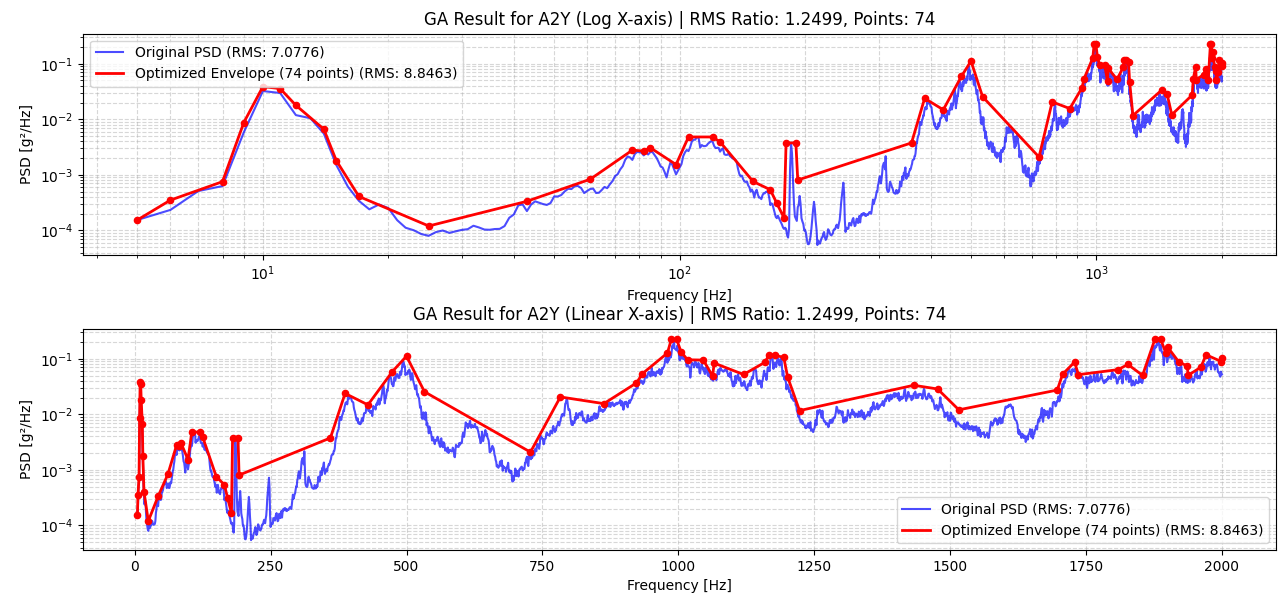 GA Result for A2Y (Log X-axis) | RMS Ratio: 1.2499, Points: 74
Original PSD (RMS: 7.0776)
Optimized Envelope (74 points) (RMS: 8.8463)
PSD [g²/Hz]
10⁻¹
10⁻²
10⁻³
10⁻⁴
10¹
10²
10³
Frequency [Hz]
GA Result for A2Y (Linear X-axis) | RMS Ratio: 1.2499, Points: 74
PSD [g²/Hz]
10⁻¹
10⁻²
10⁻³
10⁻⁴
Original PSD (RMS: 7.0776)
Optimized Envelope (74 points) (RMS: 8.8463)
0
250
500
750
1000
1250
1500
1750
2000
Frequency [Hz]